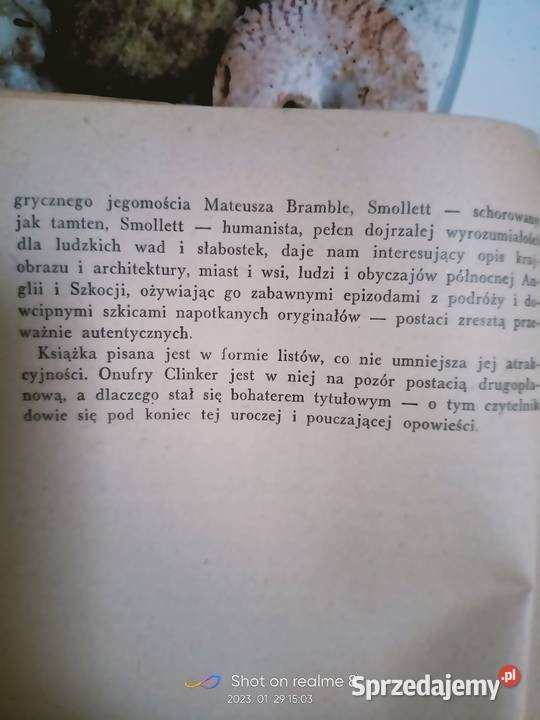 grycznego jegomościa Mateusza Bramble, Smollett — schorowany
jak tamten, Smollett — humanista, pełen dojrzałej wyrozumiałości
dla ludzkich wad i słabostek, daje nam interesujący opis kraj-
obrazu i architektury, miast i wsi, ludzi i obyczajów północnej An-
glii i Szkocji, ożywiając go zabawnymi epizodami z podróży i do-
wcipnymi szkicami napotkanych oryginałów — postaci zresztą prze-
ważnie autentycznych.
Książka pisana jest w formie listów, co nie umniejsza jej atrak-
cyjności. Onufry Clinker jest w niej na pozór postacią drugopla-
nową, a dlaczego stał się bohaterem tytułowym — o tym czytelnik
dowie się pod koniec tej uroczej i pouczającej opowieści.
Shot on realme 8
2023/01/29 15:03
Sprzedajemy.pl